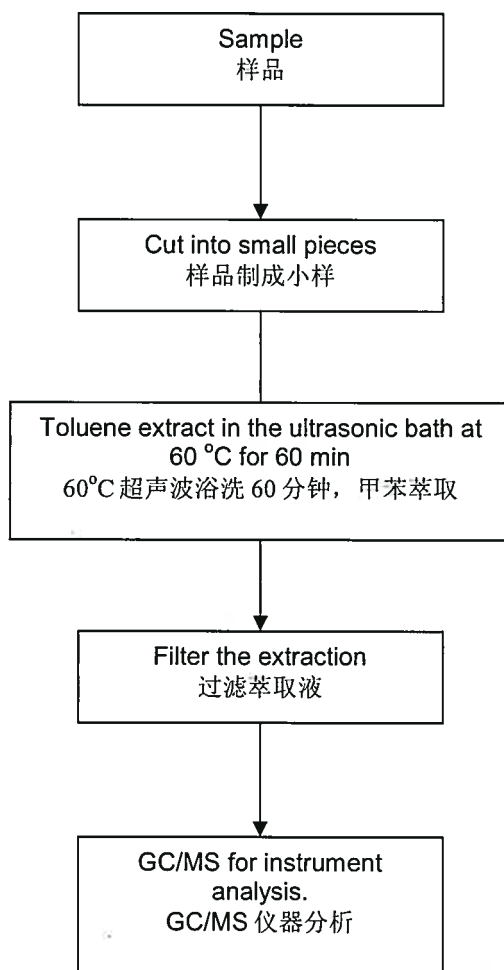 Sample
样品
Cut into small pieces
样品制成小样
Toluene extract in the ultrasonic bath at
60 °C for 60 min
60°C 超声波浴洗 60 分钟，甲苯萃取
Filter the extraction
过滤萃取液
GC/MS for instrument
analysis.
GC/MS 仪器分析